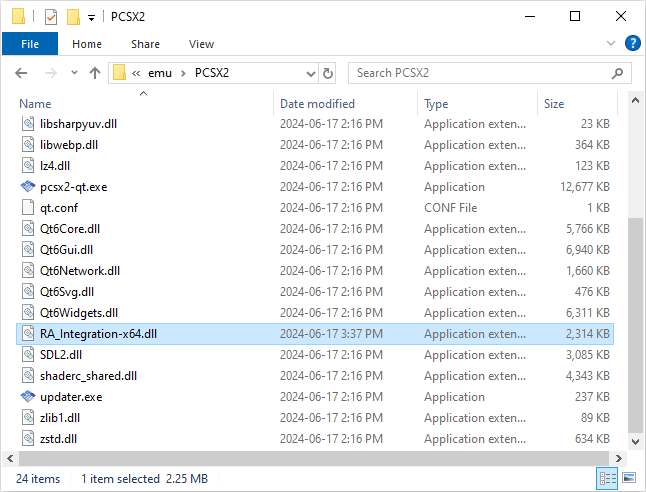 PCSX2
File Home Share View
« emu › PCSX2 Search PCSX2
Name Date modified Type Size
libsharpyuv.dll 2024-06-17 2:16 PM Application exten... 23 KB
libwebp.dll 2024-06-17 2:16 PM Application exten... 364 KB
lz4.dll 2024-06-17 2:16 PM Application exten... 123 KB
pcsx2-qt.exe 2024-06-17 2:16 PM Application 12,677 KB
qt.conf 2024-06-17 2:16 PM CONF File 1 KB
Qt6Core.dll 2024-06-17 2:16 PM Application exten... 5,766 KB
Qt6Gui.dll 2024-06-17 2:16 PM Application exten... 6,940 KB
Qt6Network.dll 2024-06-17 2:16 PM Application exten... 1,660 KB
Qt6Svg.dll 2024-06-17 2:16 PM Application exten... 476 KB
Qt6Widgets.dll 2024-06-17 2:16 PM Application exten... 6,311 KB
RA_Integration-x64.dll 2024-06-17 3:37 PM Application exten... 2,314 KB
SDL2.dll 2024-06-17 2:16 PM Application exten... 3,085 KB
shaderc_shared.dll 2024-06-17 2:16 PM Application exten... 4,343 KB
updater.exe 2024-06-17 2:16 PM Application 237 KB
zlib1.dll 2024-06-17 2:16 PM Application exten... 89 KB
zstd.dll 2024-06-17 2:16 PM Application exten... 634 KB
24 items 1 item selected 2.25 MB